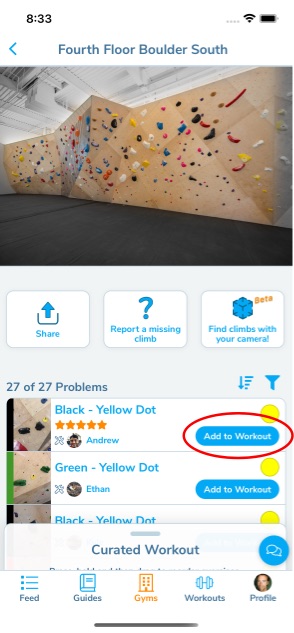 8:33
Fourth Floor Boulder South
Share
Report a missing
climb
Beta
Find climbs with
your camera!
27 of 27 Problems
Black - Yellow Dot
Andrew
Add to Workout
Green - Yellow Dot
Ethan
Add to Workout
Black - Yellow Dot
Curated Workout
Feed
Guides
Gyms
Workouts
Profile